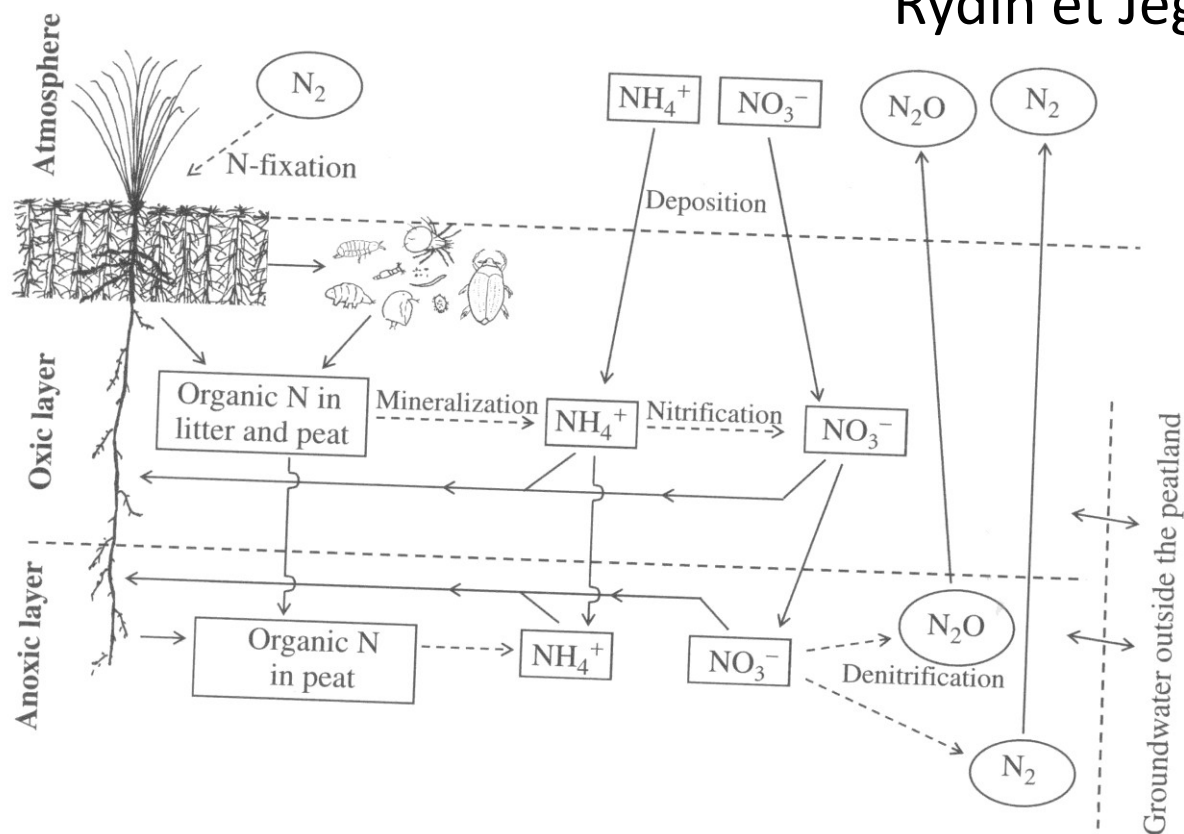 Rydin et Jeg
Atmosphere
N₂
N-fixation
NH₄⁺
NO₃⁻
N₂O
N₂
Deposition
Oxic layer
Organic N in
litter and peat
Mineralization
NH₄⁺
Nitrification
NO₃⁻
Anoxic layer
Organic N
in peat
NH₄⁺
NO₃⁻
N₂O
Denitrification
N₂
Groundwater outside the peatland